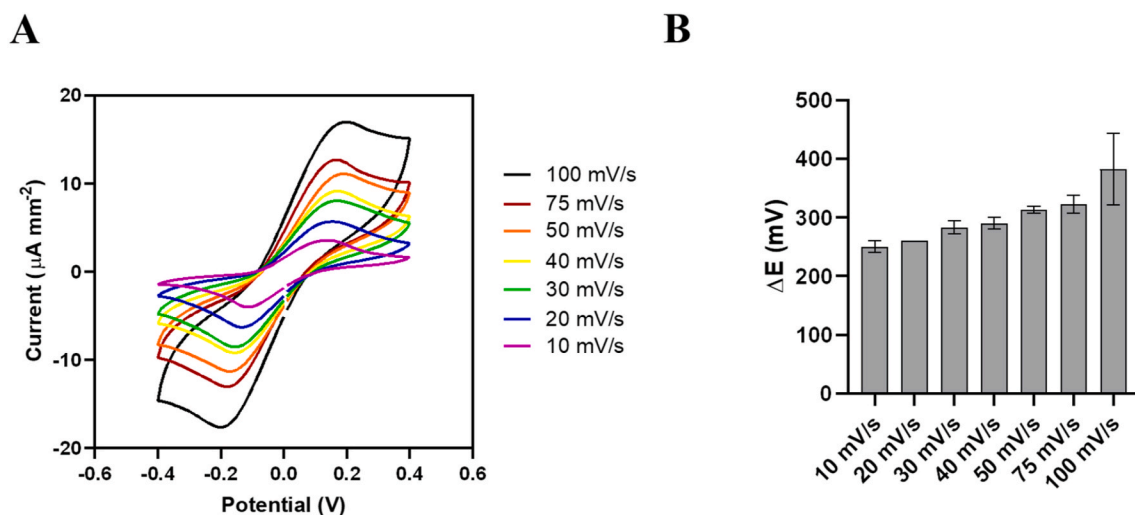 A
20
10
0
-10
-20
-0.6
-0.4
-0.2
0.0
0.2
0.4
0.6
Current (µA mm-2)
Potential (V)
100 mV/s
75 mV/s
50 mV/s
40 mV/s
30 mV/s
20 mV/s
10 mV/s
B
500
400
300
200
100
0
ΔE (mV)
10 mV/s
20 mV/s
30 mV/s
40 mV/s
50 mV/s
75 mV/s
100 mV/s